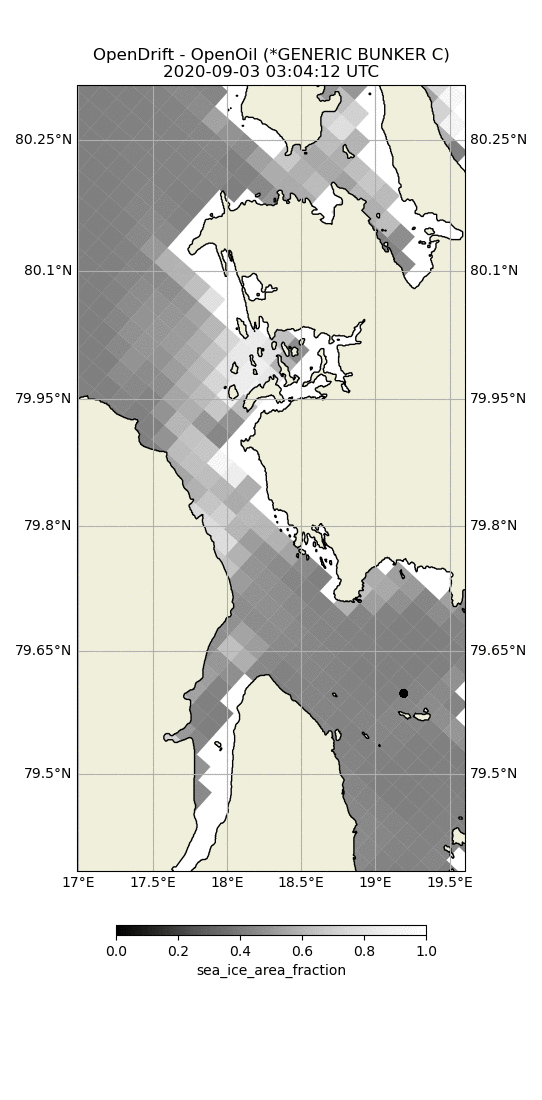 OpenDrift - OpenOil (*GENERIC BUNKER C)
2020-09-03 03:04:12 UTC
80.25°N 80.25°N
80.1°N 80.1°N
79.95°N 79.95°N
79.8°N 79.8°N
79.65°N 79.65°N
79.5°N 79.5°N
17°E 17.5°E 18°E 18.5°E 19°E 19.5°E
0.0 0.2 0.4 0.6 0.8 1.0
sea_ice_area_fraction